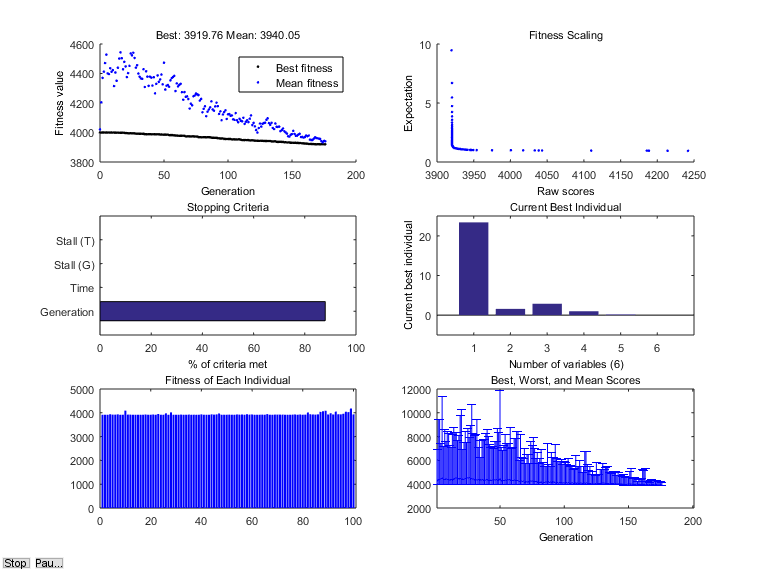 Best: 3919.76 Mean: 3940.05
4600
4400
4200
4000
3800
Fitness value
Best fitness
Mean fitness
0 50 100 150 200
Generation
Fitness Scaling
10
5
0
Expectation
3900 3950 4000 4050 4100 4150 4200 4250
Raw scores
Stopping Criteria
Stall (T)
Stall (G)
Time
Generation
0 20 40 60 80 100
% of criteria met
Current Best Individual
20
10
0
Current best individual
1 2 3 4 5 6
Number of variables (6)
Fitness of Each Individual
5000
4000
3000
2000
1000
0
0 20 40 60 80 100
Best, Worst, and Mean Scores
12000
10000
8000
6000
4000
2000
50 100 150 200
Generation
Stop Pau...